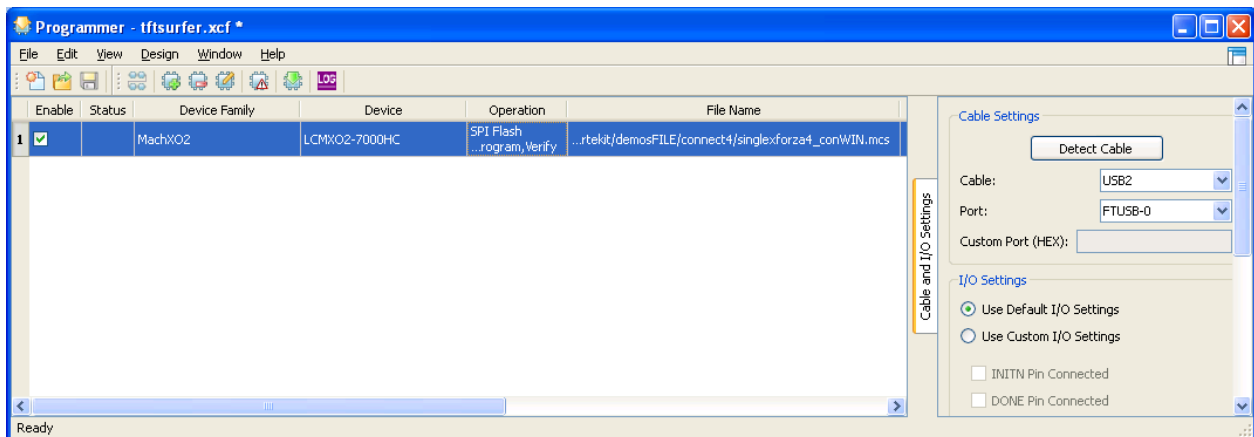 Programmer - tftsurfer.xcf *
File Edit View Design Window Help
LOG
Enable Status Device Family Device Operation File Name
1 MachXO2 LCMXO2-7000HC SPI Flash ...rogram,Verify ...rtekit/demosFILE/connect4/singlexforza4_conWIN.mcs
Cable and I/O Settings
Cable Settings
Detect Cable
Cable: USB2
Port: FTUSB-0
Custom Port (HEX):
I/O Settings
Use Default I/O Settings
Use Custom I/O Settings
INITN Pin Connected
DONE Pin Connected
Ready